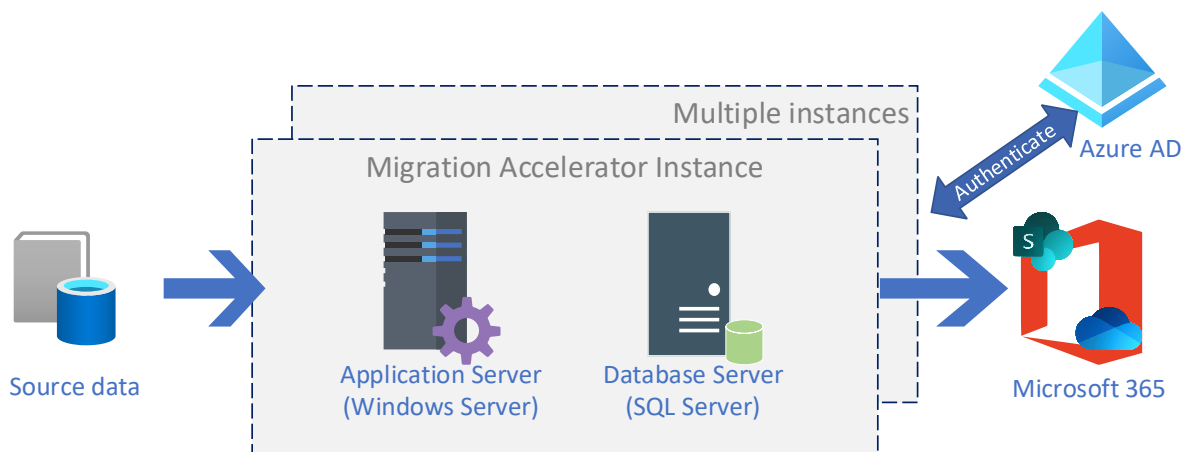 Multiple instances
Migration Accelerator Instance
Authenticate
Azure AD
S
Source data
Application Server
(Windows Server)
Database Server
(SQL Server)
Microsoft 365